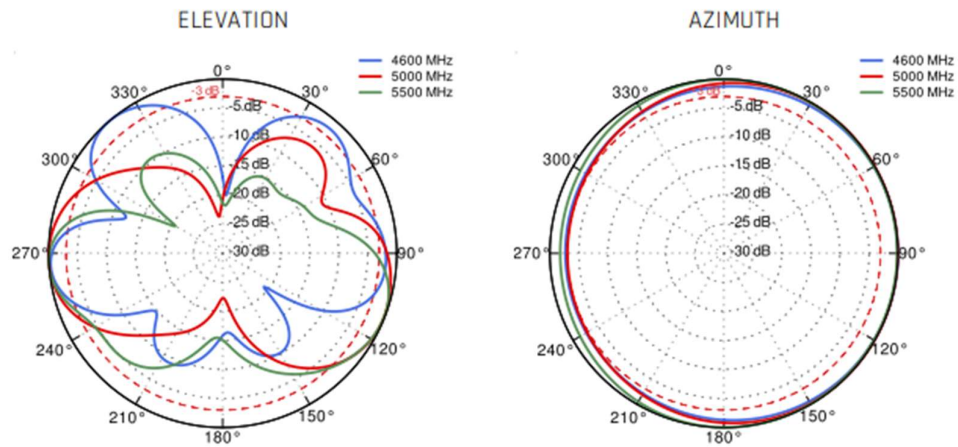 ELEVATION
AZIMUTH
4600 MHz
5000 MHz
5500 MHz
0°
30°
60°
90°
120°
150°
180°
210°
240°
270°
300°
330°
-3 dB
-5 dB
-10 dB
-15 dB
-20 dB
-25 dB
-30 dB
4600 MHz
5000 MHz
5500 MHz
0°
30°
60°
90°
120°
150°
180°
210°
240°
270°
300°
330°
-3 dB
-5 dB
-10 dB
-15 dB
-20 dB
-25 dB
-30 dB